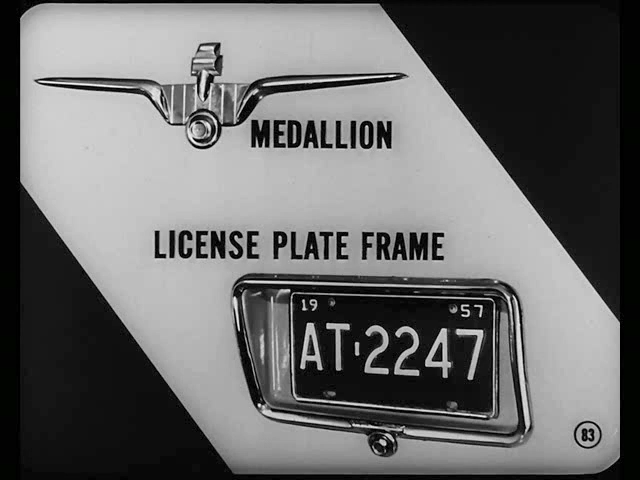 MEDALLION
LICENSE PLATE FRAME
19 57
AT-2247
83